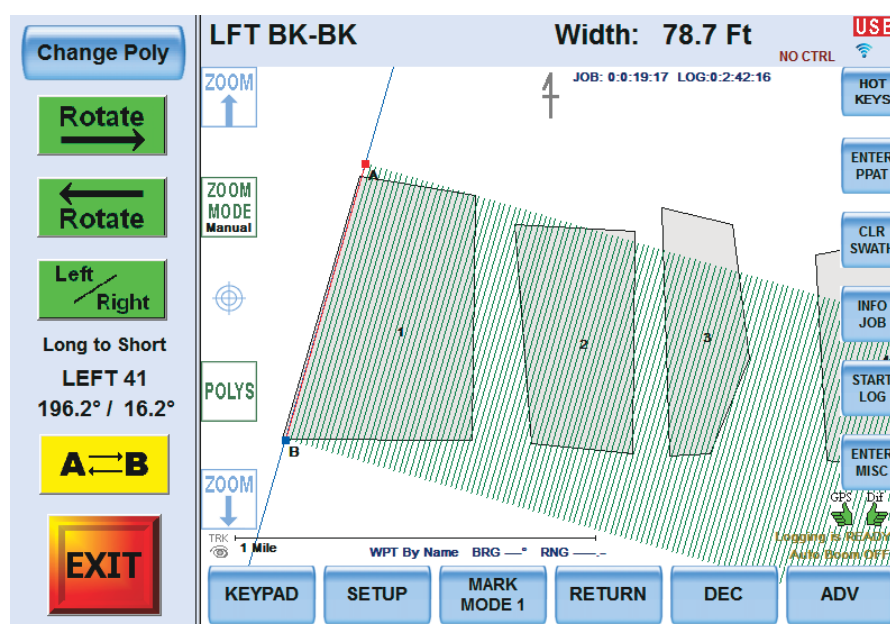 Change Poly
Rotate
Rotate
Left
Right
Long to Short
LEFT 41
196.2° / 16.2°
A B
EXIT
LFT BK-BK
Width: 78.7 Ft
NO CTRL
USB
JOB: 0:0:19:17 LOG:0:2:42:16
ZOOM
ZOOM
MODE
Manual
POLYS
ZOOM
A
B
1
2
3
HOT
KEYS
ENTER
PPAT
CLR
SWATH
INFO
JOB
START
LOG
ENTER
MISC
GPS Dif
Logging is READY
Auto Boom OFF
TRK
1 Mile
WPT By Name BRG —-° RNG ——.-
KEYPAD
SETUP
MARK
MODE 1
RETURN
DEC
ADV